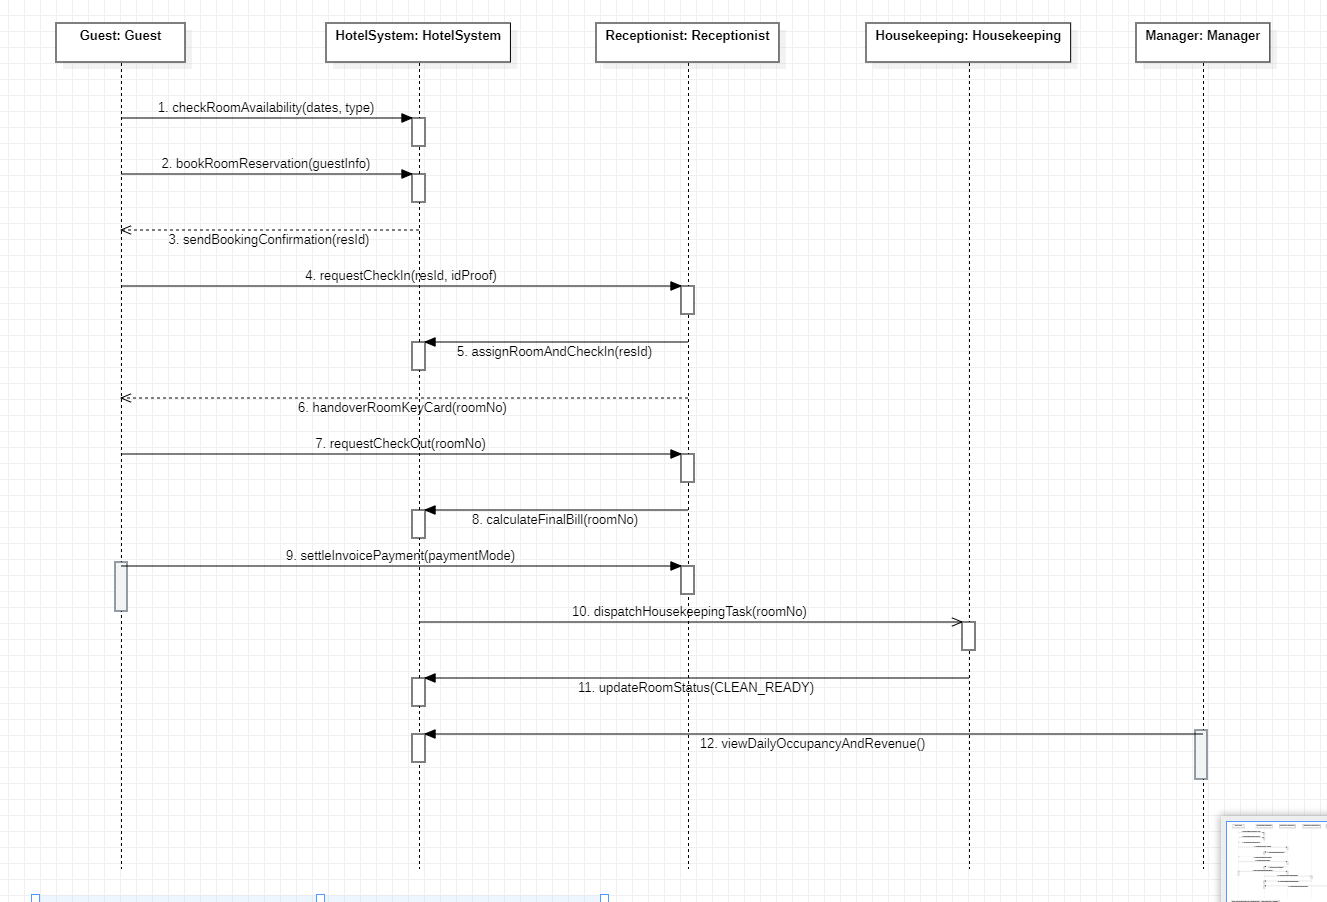 Guest: Guest
HotelSystem: HotelSystem
Receptionist: Receptionist
Housekeeping: Housekeeping
Manager: Manager
1. checkRoomAvailability(dates, type)
2. bookRoomReservation(guestInfo)
3. sendBookingConfirmation(resId)
4. requestCheckIn(resId, idProof)
5. assignRoomAndCheckIn(resId)
6. handoverRoomKeyCard(roomNo)
7. requestCheckOut(roomNo)
8. calculateFinalBill(roomNo)
9. settleInvoicePayment(paymentMode)
10. dispatchHousekeepingTask(roomNo)
11. updateRoomStatus(CLEAN_READY)
12. viewDailyOccupancyAndRevenue()